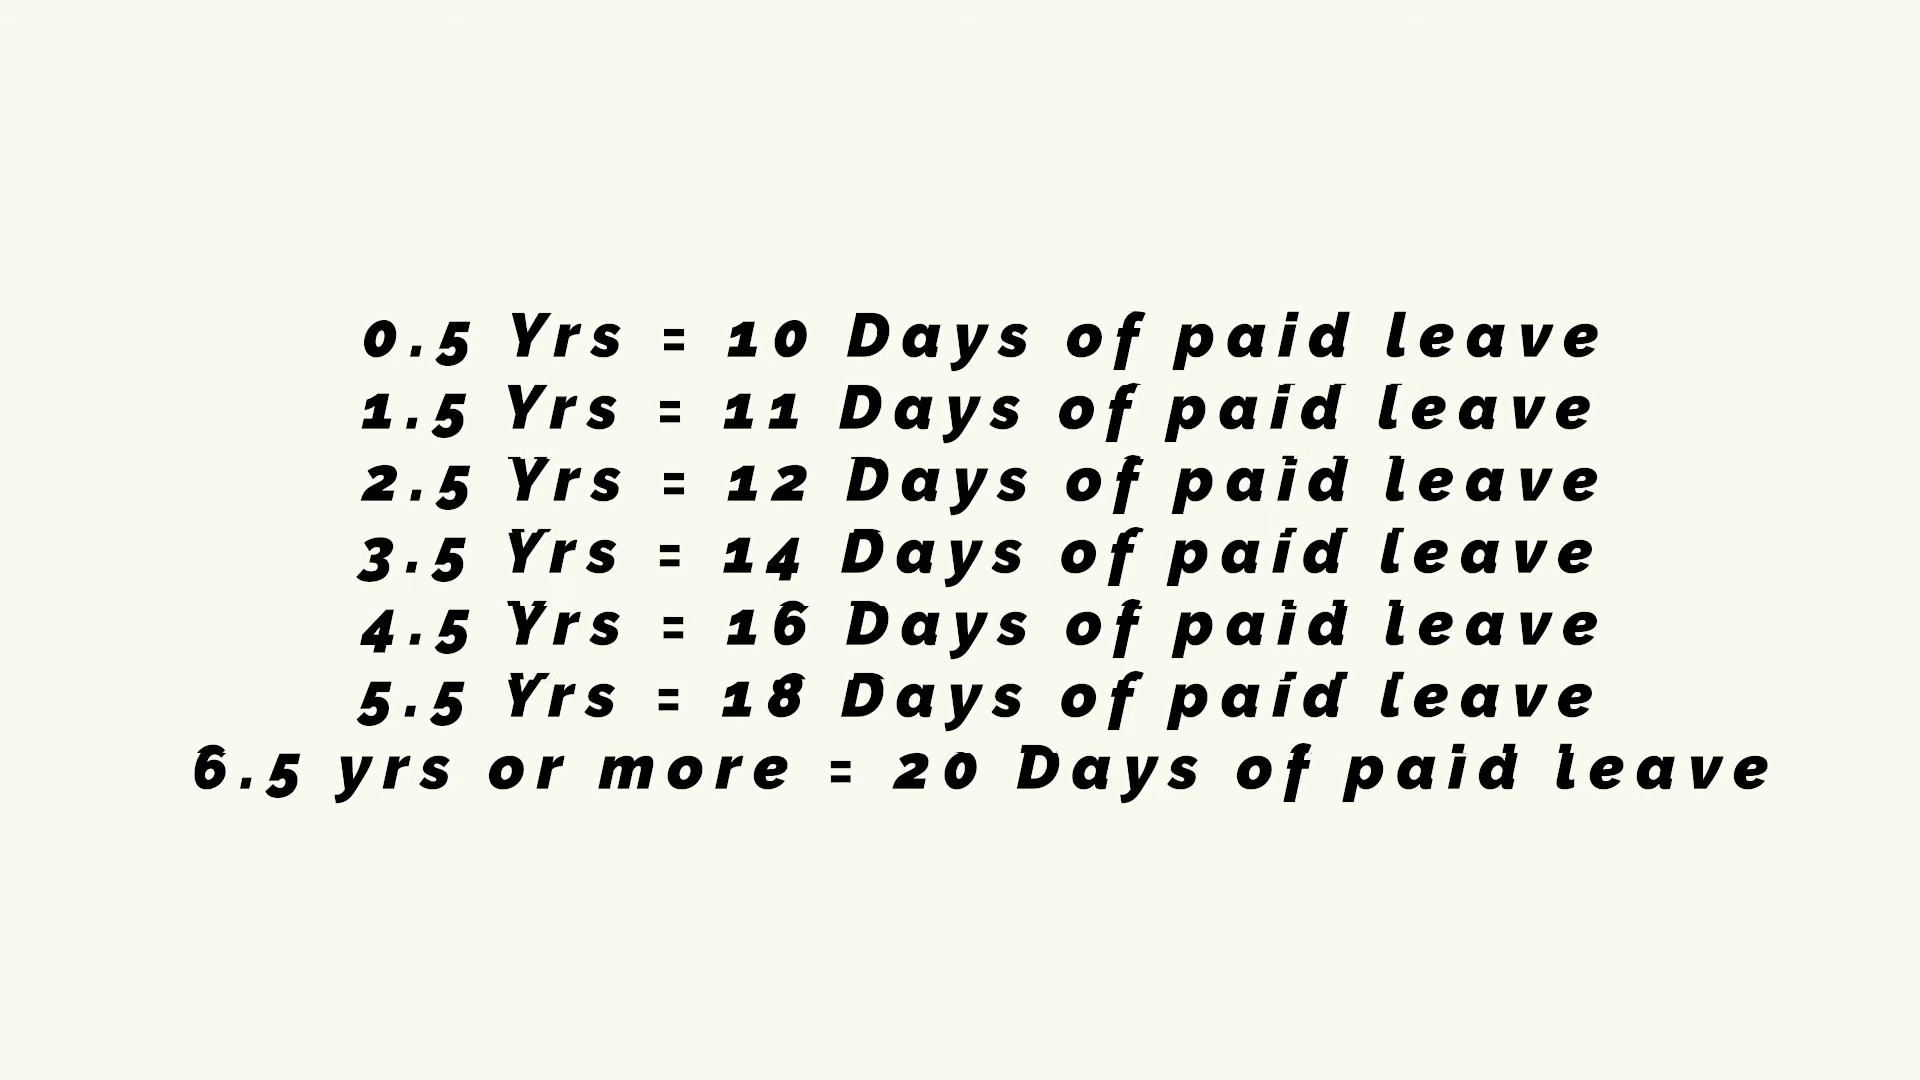 0.5 Yrs = 10 Days of paid leave
1.5 Yrs = 11 Days of paid leave
2.5 Yrs = 12 Days of paid leave
3.5 Yrs = 14 Days of paid leave
4.5 Yrs = 16 Days of paid leave
5.5 Yrs = 18 Days of paid leave
6.5 yrs or more = 20 Days of paid leave